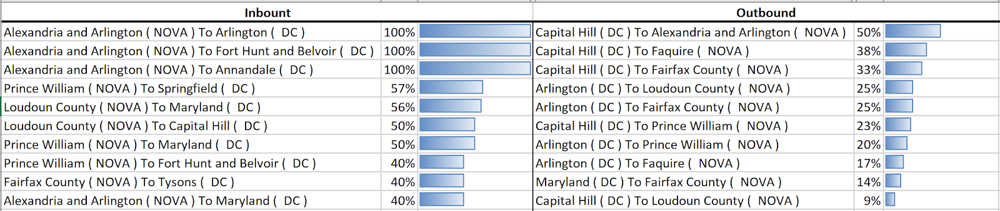 Inbount Outbound
Alexandria and Arlington ( NOVA ) To Arlington (  DC ) 100% Capital Hill ( DC ) To Alexandria and Arlington (  NOVA ) 50%
Alexandria and Arlington ( NOVA ) To Fort Hunt and Belvoir (  DC ) 100% Capital Hill ( DC ) To Faquire (  NOVA ) 38%
Alexandria and Arlington ( NOVA ) To Annandale (  DC ) 100% Capital Hill ( DC ) To Fairfax County (  NOVA ) 33%
Prince William ( NOVA ) To Springfield (  DC ) 57% Arlington ( DC ) To Loudoun County (  NOVA ) 25%
Loudoun County ( NOVA ) To Maryland (  DC ) 56% Arlington ( DC ) To Fairfax County (  NOVA ) 25%
Loudoun County ( NOVA ) To Capital Hill (  DC ) 50% Capital Hill ( DC ) To Prince William (  NOVA ) 23%
Prince William ( NOVA ) To Maryland (  DC ) 50% Arlington ( DC ) To Prince William (  NOVA ) 20%
Prince William ( NOVA ) To Fort Hunt and Belvoir (  DC ) 40% Arlington ( DC ) To Faquire (  NOVA ) 17%
Fairfax County ( NOVA ) To Tysons (  DC ) 40% Maryland ( DC ) To Fairfax County (  NOVA ) 14%
Alexandria and Arlington ( NOVA ) To Maryland (  DC ) 40% Capital Hill ( DC ) To Loudoun County (  NOVA ) 9%